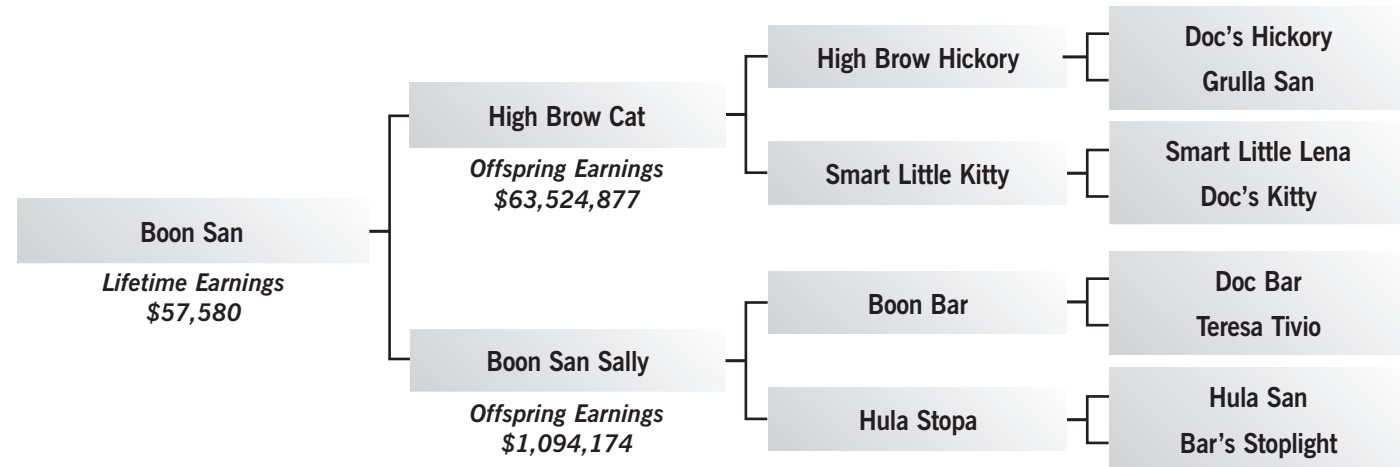 Boon San
Lifetime Earnings
$57,580
High Brow Cat
Offspring Earnings
$63,524,877
Boon San Sally
Offspring Earnings
$1,094,174
High Brow Hickory
Smart Little Kitty
Boon Bar
Hula Stopa
Doc's Hickory
Grulla San
Smart Little Lena
Doc's Kitty
Doc Bar
Teresa Tivio
Hula San
Bar's Stoplight